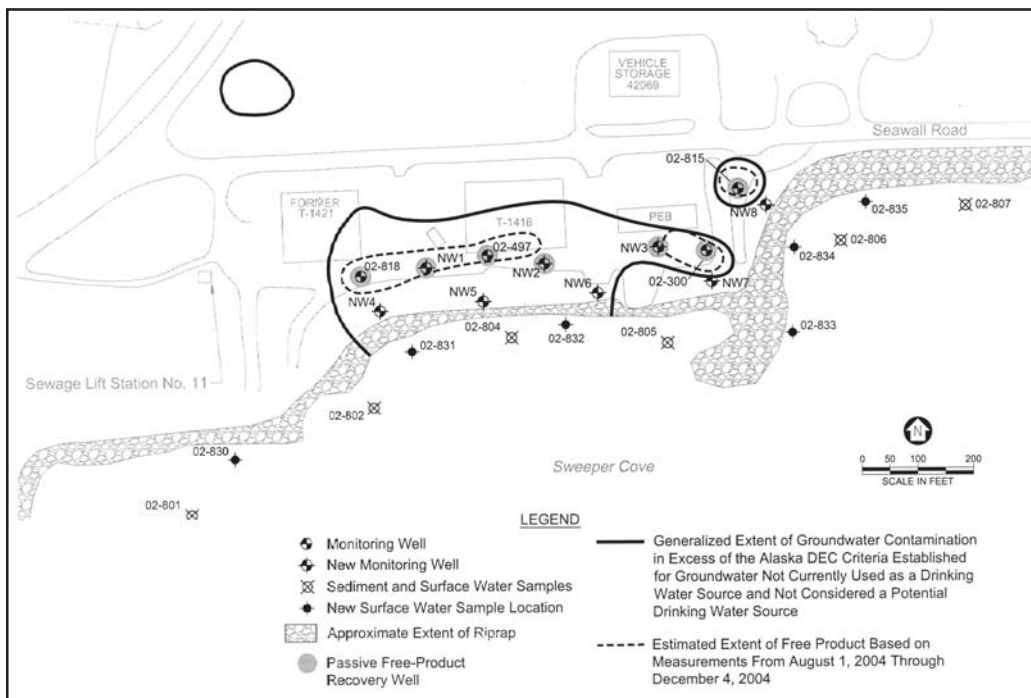 VEHICLE
STORAGE
42069
Seawall Road
02-815
FORMER
T-1421
T-1416
PEB
NW8
02-835
02-807
02-806
02-834
02-818
NW1
02-497
NW2
NW3
02-300
NW7
NW4
NW5
NW6
02-804
02-832
02-805
02-833
02-831
Sewage Lift Station No. 11
02-802
02-830
02-801
Sweeper Cove
N
0 50 100 200
SCALE IN FEET
LEGEND
Monitoring Well
New Monitoring Well
Sediment and Surface Water Samples
New Surface Water Sample Location
Approximate Extent of Riprap
Passive Free-Product
Recovery Well
Generalized Extent of Groundwater Contamination
in Excess of the Alaska DEC Criteria Established
for Groundwater Not Currently Used as a Drinking
Water Source and Not Considered a Potential
Drinking Water Source
Estimated Extent of Free Product Based on
Measurements From August 1, 2004 Through
December 4, 2004